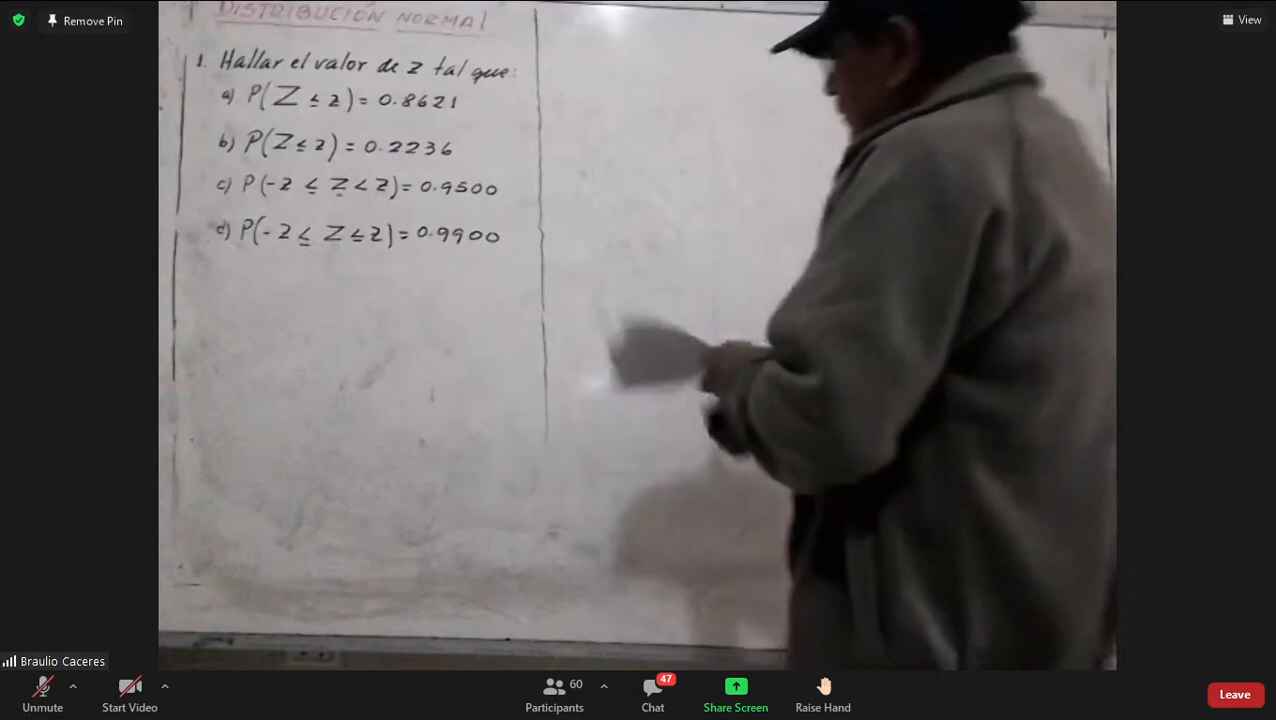 Remove Pin
View
DISTRIBUCIÓN NORMAL
1. Hallar el valor de z tal que:
a) P(Z ≤ z) = 0.8621
b) P(Z ≤ z) = 0.2236
c) P(-z ≤ Z < z) = 0.9500
d) P(-z ≤ Z ≤ z) = 0.9900
Braulio Caceres
Unmute
Start Video
60
Participants
47
Chat
Share Screen
Raise Hand
Leave